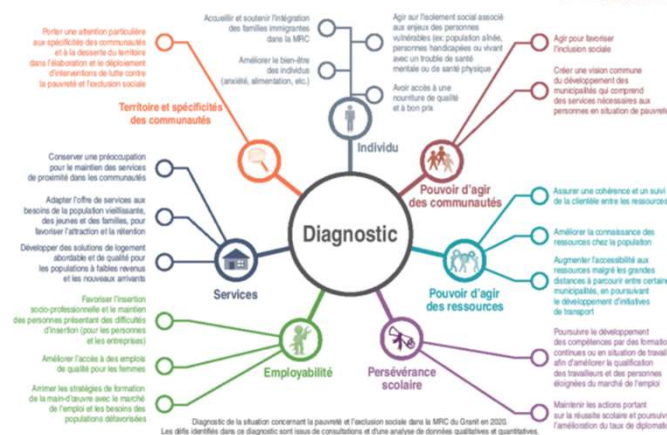 Porter une attention particulière
aux spécificités des communautés
et à la desserte du territoire
dans l'élaboration et le déploiement
d'interventions de lutte contre
la pauvreté et exclusion sociale
Territoire et spécificités
des communautés
Accueillir et soutenir l'intégration
des familles immigrantes
dans la MRC
Améliorer le bien-être
des individus
(anxiété, alimentation, etc.)
Agir sur l'isolement social associé
aux enjeux des personnes
vulnérables (ex: population aînée,
personnes handicapées ou vivant
avec un trouble de santé
mentale ou de santé physique
Avoir accès à une
nourriture de qualité
et à bon prix
Individu
Agir pour favoriser
l'inclusion sociale
Créer une vision commune
du développement des
municipalités qui comprend
des services nécessaires aux
personnes en situation de pauvreté
Pouvoir d'agir
des communautés
Conserver une préoccupation
pour le maintien des services
de proximité dans les communautés
Adapter l'offre de services aux
besoins de la population vieillissante,
des jeunes et des familles, pour
favoriser l'attraction et la rétention
Développer des solutions de logement
abordable et de qualité pour
les populations à faibles revenus
et les nouveaux arrivants
Services
Diagnostic
Assurer une cohérence et un suivi
de la clientèle entre les ressources
Améliorer la connaissance des
ressources chez la population
Augmenter l'accessibilité aux
ressources malgré les grandes
distances à parcourir entre certaine
municipalités, en poursuivant
le développement d'initiatives
de transport
Pouvoir d'agir
des ressources
Favoriser l'insertion
socio-professionnelle et le maintien
des personnes présentant des difficultés
d'insertion (pour les personnes
et les entreprises)
Améliorer l'accès à des emplois
de qualité pour les femmes
Arrimer les stratégies de formation
de la main-d'œuvre avec le marché
de l'emploi et les besoins des
populations défavorisées
Employabilité
Persévérance
scolaire
Poursuivre le développement
des compétences par des formation
continues ou en situation de travail
afin d'améliorer la qualification
des travailleurs et des personnes
éloignées du marché de l'emploi
Maintenir les actions portant
sur la réussite scolaire et poursuivi
l'amélioration du taux de diplomat
Diagnostic de la situation concernant la pauvreté et l'exclusion sociale dans la MRC du Granit en 2020.
Les défis identifiés dans ce diagnostic sont issus de consultations et d'une analyse de données qualitatives et quantitatives.